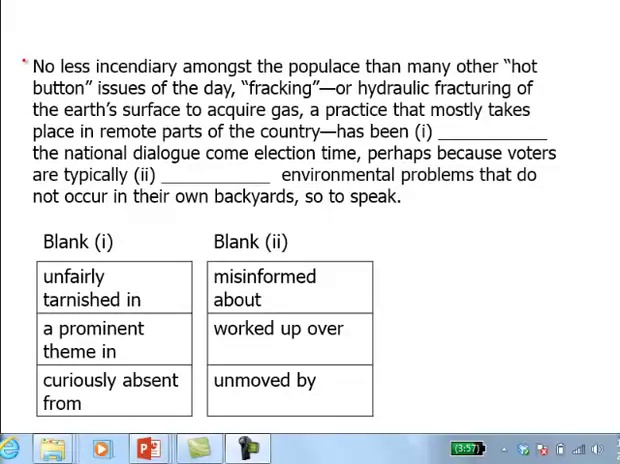 No less incendiary amongst the populace than many other “hot
button” issues of the day, “fracking”—or hydraulic fracturing of
the earth’s surface to acquire gas, a practice that mostly takes
place in remote parts of the country—has been (i) ___________
the national dialogue come election time, perhaps because voters
are typically (ii) ___________ environmental problems that do
not occur in their own backyards, so to speak.
Blank (i) Blank (ii)
unfairly
tarnished in
misinformed
about
a prominent
theme in
worked up over
curiously absent
from
unmoved by
(3:57)